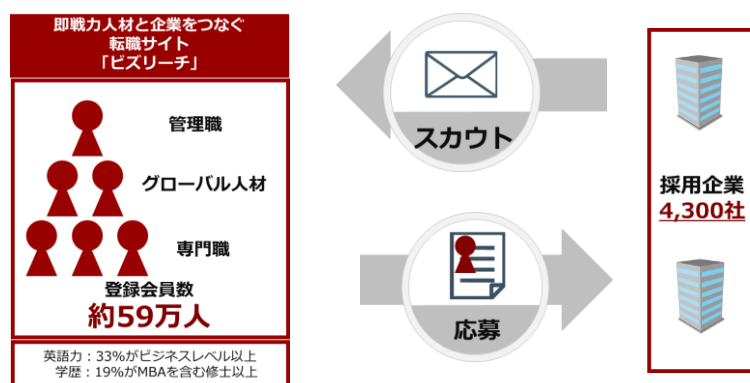 即戦力人材と企業をつなぐ
転職サイト
「ビズリーチ」
管理職
グローバル人材
専門職
登録会員数
約59万人
英語力：33%がビジネスレベル以上
学歴：19%がMBAを含む修士以上
スカウト
応募
採用企業
4,300社